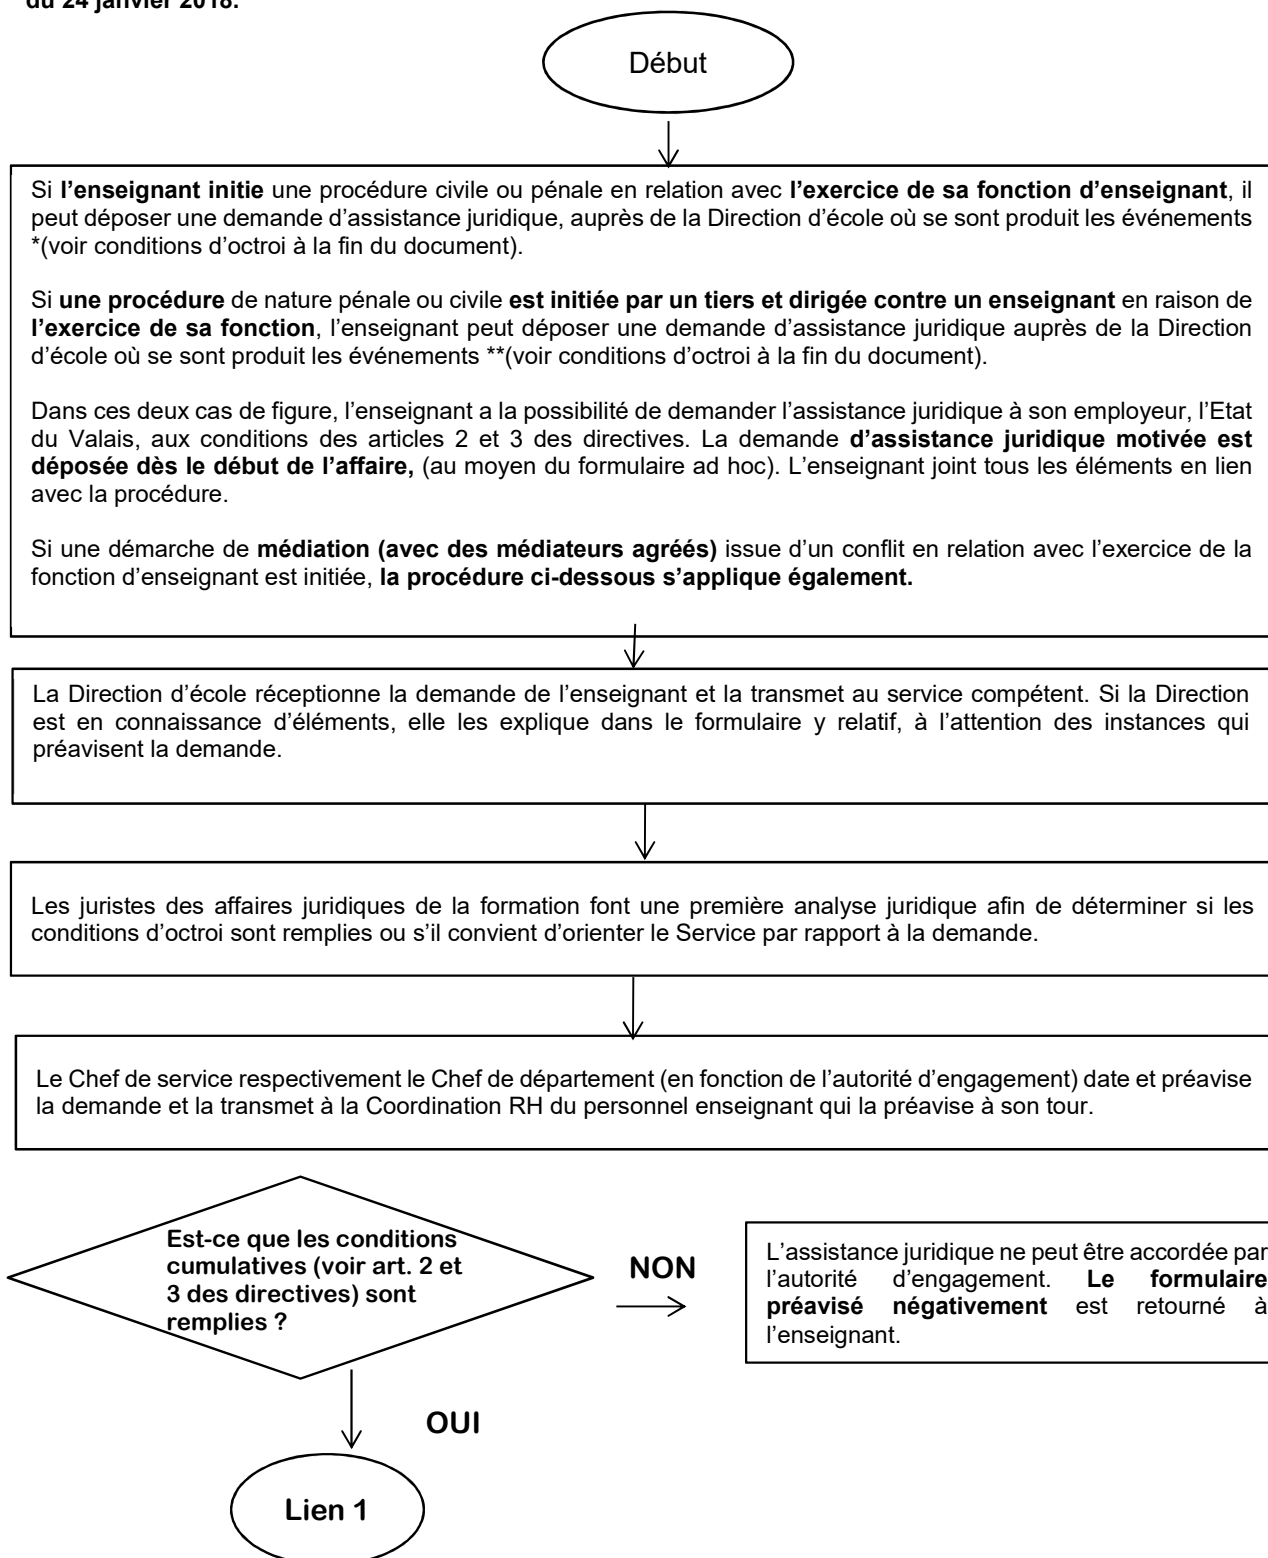 du 24 janvier 2018.
Début
Si l’enseignant initie une procédure civile ou pénale en relation avec l’exercice de sa fonction d’enseignant, il
peut déposer une demande d’assistance juridique, auprès de la Direction d’école où se sont produit les événements
*(voir conditions d’octroi à la fin du document).
Si une procédure de nature pénale ou civile est initiée par un tiers et dirigée contre un enseignant en raison de
l’exercice de sa fonction, l’enseignant peut déposer une demande d’assistance juridique auprès de la Direction
d’école où se sont produit les événements **(voir conditions d’octroi à la fin du document).
Dans ces deux cas de figure, l’enseignant a la possibilité de demander l’assistance juridique à son employeur, l’Etat
du Valais, aux conditions des articles 2 et 3 des directives. La demande d’assistance juridique motivée est
déposée dès le début de l’affaire, (au moyen du formulaire ad hoc). L’enseignant joint tous les éléments en lien
avec la procédure.
Si une démarche de médiation (avec des médiateurs agréés) issue d’un conflit en relation avec l’exercice de la
fonction d’enseignant est initiée, la procédure ci-dessous s’applique également.
La Direction d’école réceptionne la demande de l’enseignant et la transmet au service compétent. Si la Direction
est en connaissance d’éléments, elle les explique dans le formulaire y relatif, à l’attention des instances qui
préavisent la demande.
Les juristes des affaires juridiques de la formation font une première analyse juridique afin de déterminer si les
conditions d’octroi sont remplies ou s’il convient d’orienter le Service par rapport à la demande.
Le Chef de service respectivement le Chef de département (en fonction de l’autorité d’engagement) date et préavise
la demande et la transmet à la Coordination RH du personnel enseignant qui la préavise à son tour.
Est-ce que les conditions
cumulatives (voir art. 2 et
3 des directives) sont
remplies ?
NON
L’assistance juridique ne peut être accordée par
l’autorité d’engagement. Le formulaire
préavisé négativement est retourné à
l’enseignant.
OUI
Lien 1